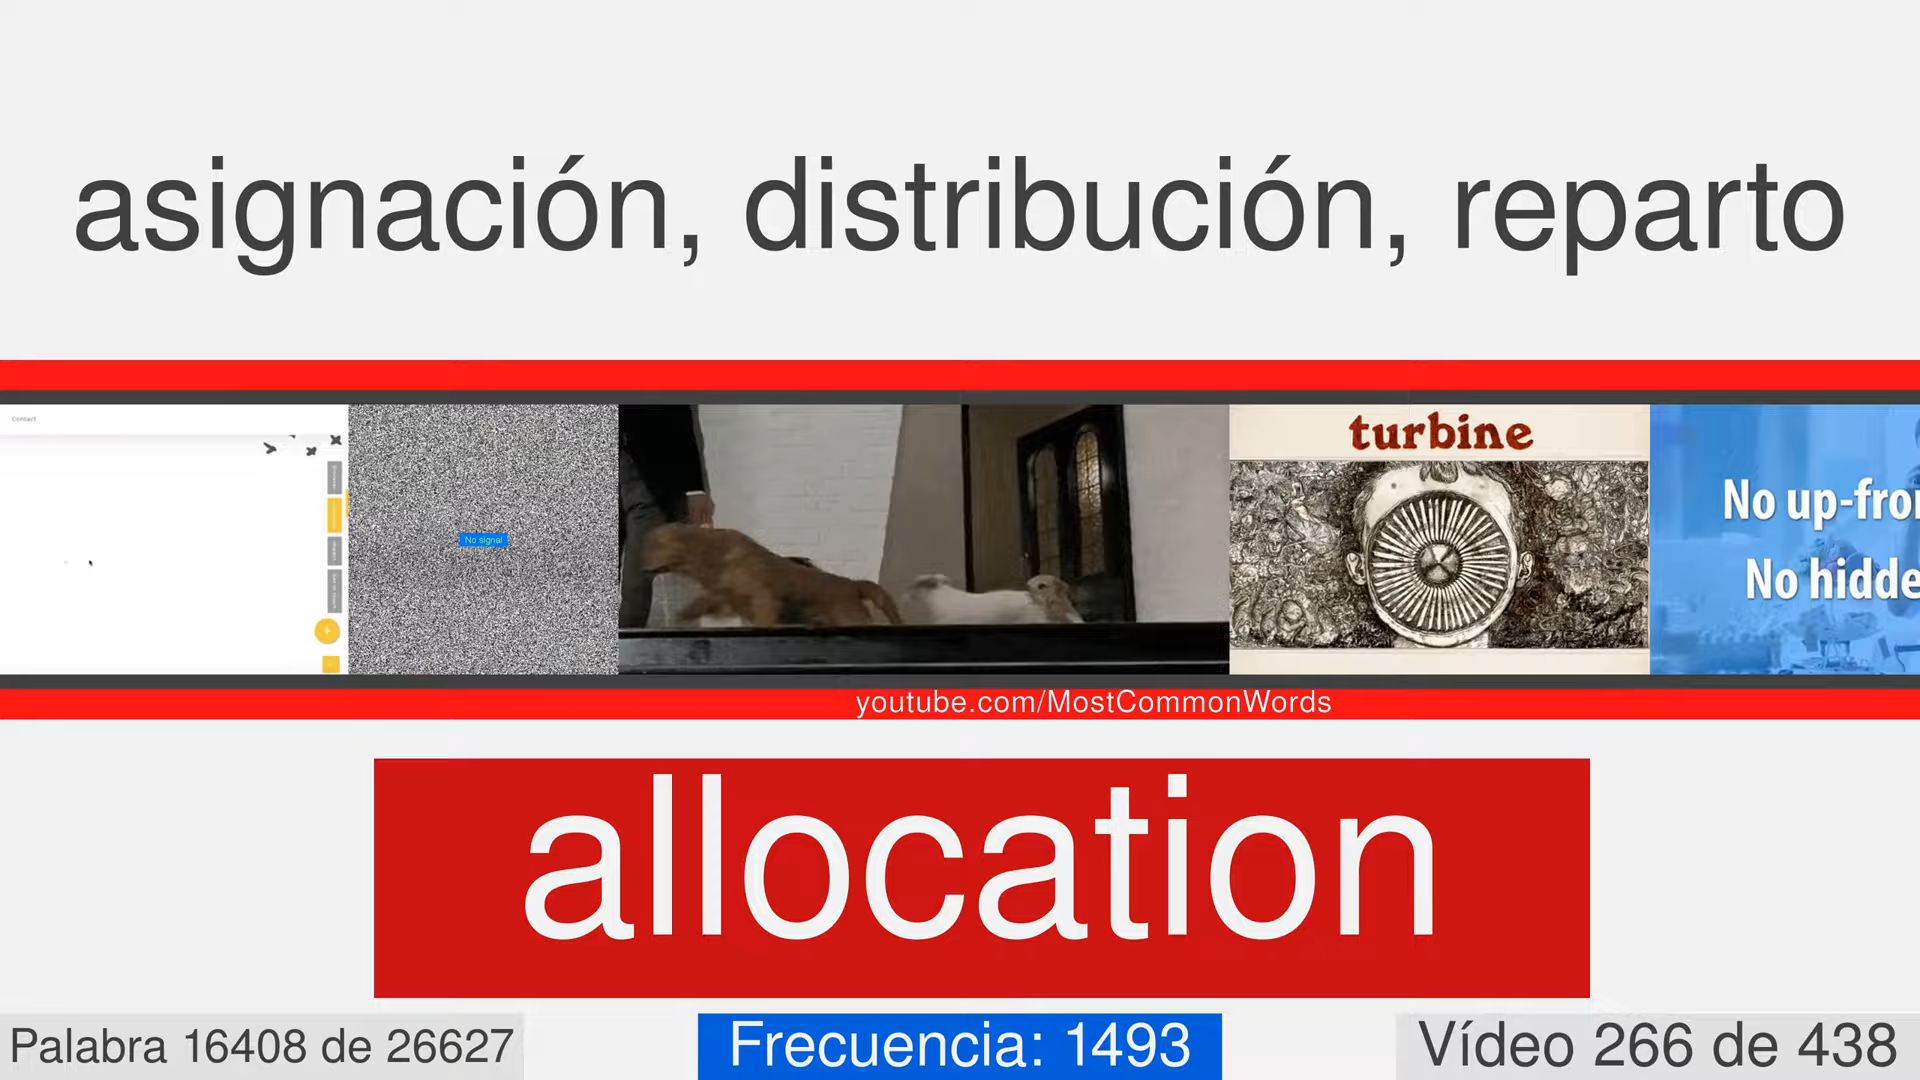 asignación, distribución, reparto
Contact
No signal
turbine
No up-fro
No hidde
youtube.com/MostCommonWords
allocation
Palabra 16408 de 26627
Frecuencia: 1493
Vídeo 266 de 438